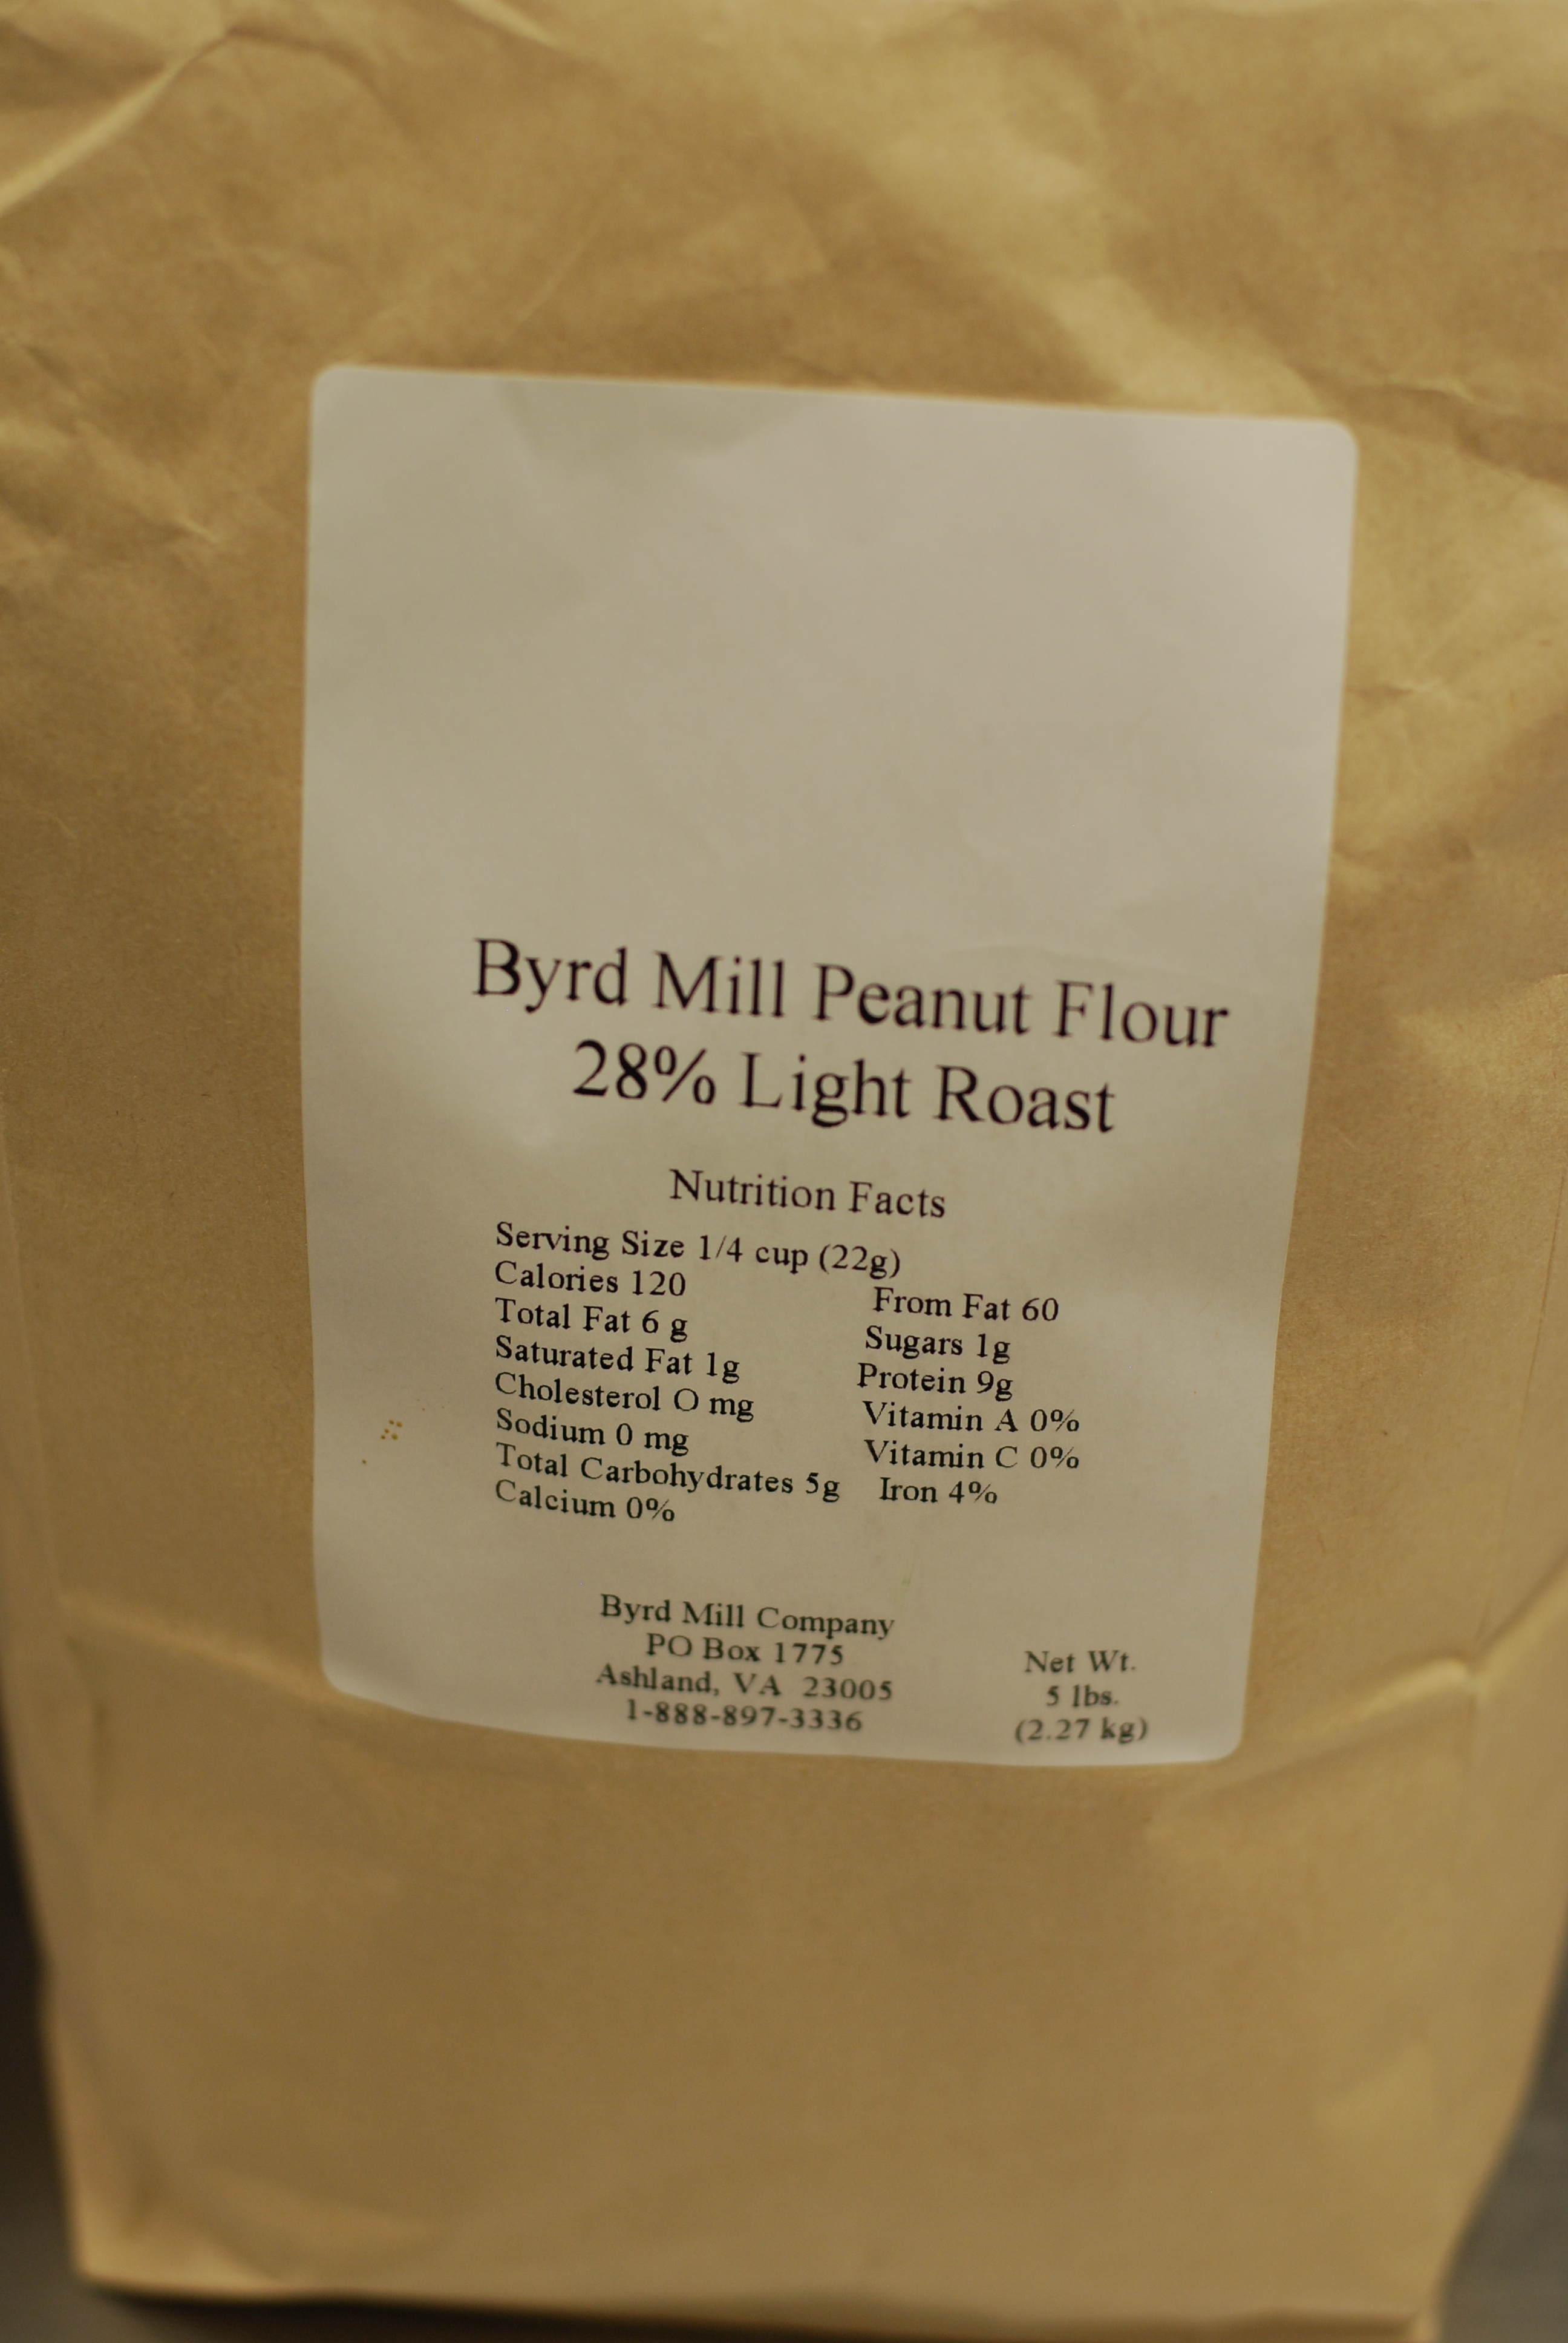 Byrd Mill Peanut Flour
28% Light Roast
Nutrition Facts
Serving Size 1/4 cup (22g)
Calories 120 From Fat 60
Total Fat 6 g Sugars 1g
Saturated Fat 1g Protein 9g
Cholesterol O mg Vitamin A 0%
Sodium 0 mg Vitamin C 0%
Total Carbohydrates 5g Iron 4%
Calcium 0%
Byrd Mill Company
PO Box 1775
Ashland, VA 23005
1-888-897-3336
Net Wt.
5 lbs.
(2.27 kg)